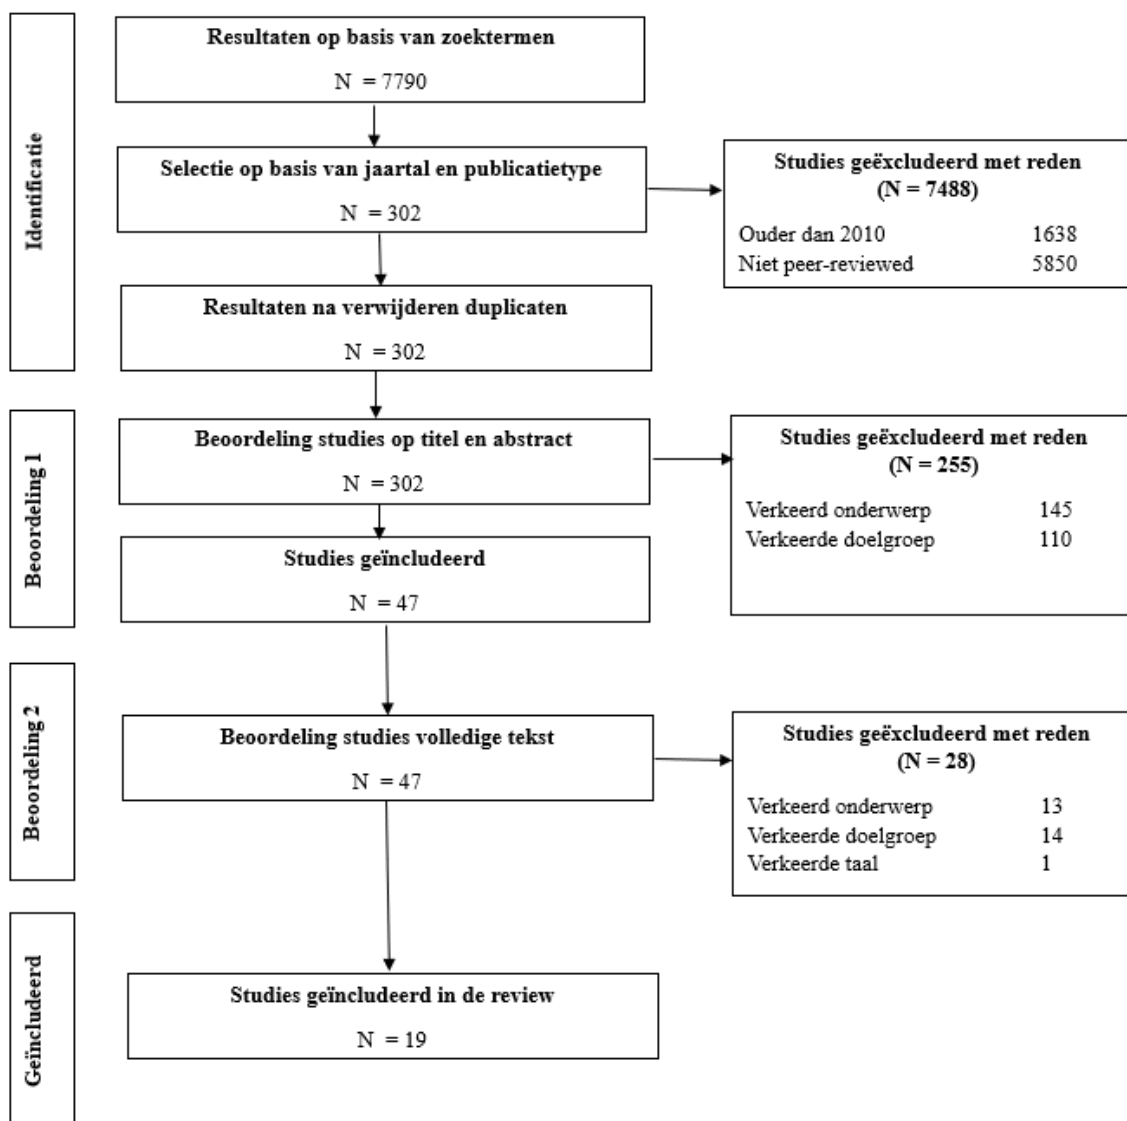 Identificatie
Resultaten op basis van zoektermen
N = 7790
Selectie op basis van jaartal en publicatietype
N = 302
Studies geëxcludeerd met reden
(N = 7488)
Ouder dan 2010 1638
Niet peer-reviewed 5850
Resultaten na verwijderen duplicaten
N = 302
Beoordeling 1
Beoordeling studies op titel en abstract
N = 302
Studies geëxcludeerd met reden
(N = 255)
Verkeerd onderwerp 145
Verkeerde doelgroep 110
Studies geïncludeerd
N = 47
Beoordeling 2
Beoordeling studies volledige tekst
N = 47
Studies geëxcludeerd met reden
(N = 28)
Verkeerd onderwerp 13
Verkeerde doelgroep 14
Verkeerde taal 1
Geïncludeerd
Studies geïncludeerd in de review
N = 19